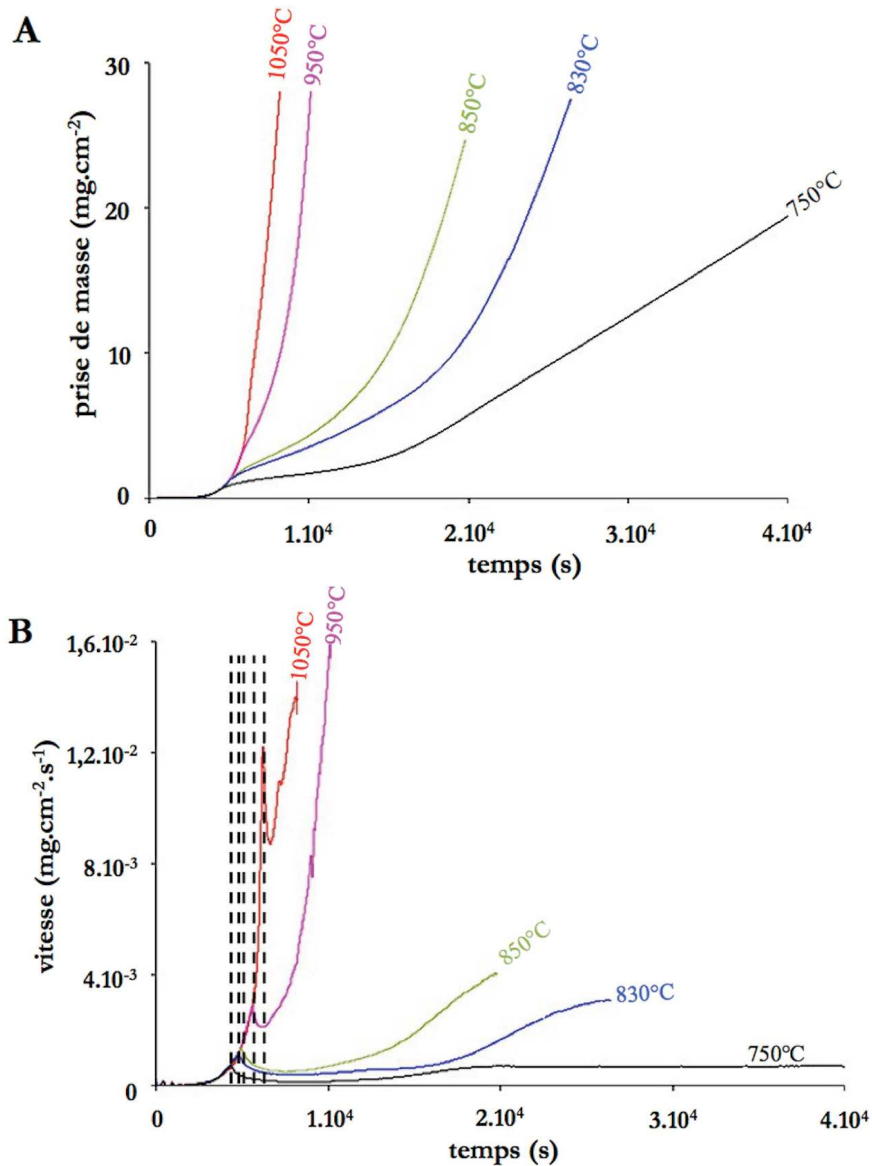 A
30
20
10
0
prise de masse (mg.cm-2)
1050°C
950°C
850°C
830°C
750°C
0
1.10⁴
2.10⁴
3.10⁴
4.10⁴
temps (s)
B
1,6.10⁻²
1,2.10⁻²
8.10⁻³
4.10⁻³
0
vitesse (mg.cm⁻².s⁻¹)
1050°C
950°C
850°C
830°C
750°C
0
1.10⁴
2.10⁴
3.10⁴
4.10⁴
temps (s)